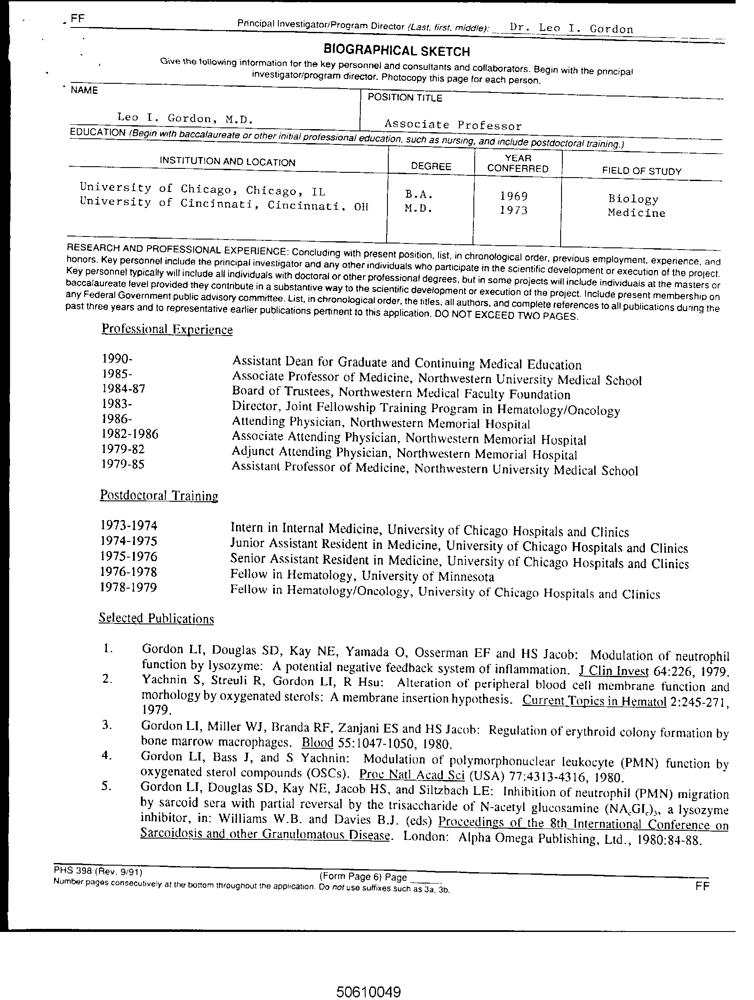 FF
Principal Investigator/Program Director (Last, first, middle): Dr. Leo I. Gordon
BIOGRAPHICAL SKETCH
Give the following information for the key personnel and consultants and collaborators. Begin with the principal
investigator/program director. Photocopy this page for each person.
NAME
POSITION TITLE
Leo I. Gordon, M.D.
Associate Professor
EDUCATION (Begin with baccalaureate or other initial professional education, such as nursing, and include postdoctoral training.)
INSTITUTION AND LOCATION DEGREE YEAR CONFERRED FIELD OF STUDY
University of Chicago, Chicago, IL B.A. 1969 Biology
University of Cincinnati, Cincinnati, OH M.D. 1973 Medicine
RESEARCH AND PROFESSIONAL EXPERIENCE: Concluding with present position, list, in chronological order, previous employment, experience, and
honors. Key personnel include the principal investigator and any other individuals who participate in the scientific development or execution of the project.
Key personnel typically will include all individuals with doctoral or other professional degrees, but in some projects will include individuals at the masters or
baccalaureate level provided they contribute in a substantive way to the scientific development or execution of the project. Include present membership on
any Federal Government public advisory committee. List, in chronological order, the titles, all authors, and complete references to all publications during the
past three years and to representative earlier publications pertinent to this application. DO NOT EXCEED TWO PAGES.
Professional Experience
1990- Assistant Dean for Graduate and Continuing Medical Education
1985- Associate Professor of Medicine, Northwestern University Medical School
1984-87 Board of Trustees, Northwestern Medical Faculty Foundation
1983- Director, Joint Fellowship Training Program in Hematology/Oncology
1986- Attending Physician, Northwestern Memorial Hospital
1982-1986 Associate Attending Physician, Northwestern Memorial Hospital
1979-82 Adjunct Attending Physician, Northwestern Memorial Hospital
1979-85 Assistant Professor of Medicine, Northwestern University Medical School
Postdoctoral Training
1973-1974 Intern in Internal Medicine, University of Chicago Hospitals and Clinics
1974-1975 Junior Assistant Resident in Medicine, University of Chicago Hospitals and Clinics
1975-1976 Senior Assistant Resident in Medicine, University of Chicago Hospitals and Clinics
1976-1978 Fellow in Hematology, University of Minnesota
1978-1979 Fellow in Hematology/Oncology, University of Chicago Hospitals and Clinics
Selected Publications
1. Gordon LI, Douglas SD, Kay NE, Yamada O, Osserman EF and HS Jacob: Modulation of neutrophil
function by lysozyme: A potential negative feedback system of inflammation. J Clin Invest 64:226, 1979.
2. Yachnin S, Streuli R, Gordon LI, R Hsu: Alteration of peripheral blood cell membrane function and
morhology by oxygenated sterols: A membrane insertion hypothesis. Current Topics in Hematol 2:245-271,
1979.
3. Gordon LI, Miller WJ, Branda RF, Zanjani ES and HS Jacob: Regulation of erythroid colony formation by
bone marrow macrophages. Blood 55:1047-1050, 1980.
4. Gordon LI, Bass J, and S Yachnin: Modulation of polymorphonuclear leukocyte (PMN) function by
oxygenated sterol compounds (OSCs). Proc Natl Acad Sci (USA) 77:4313-4316, 1980.
5. Gordon LI, Douglas SD, Kay NE, Jacob HS, and Siltzbach LE: Inhibition of neutrophil (PMN) migration
by sarcoid sera with partial reversal by the trisaccharide of N-acetyl glucosamine (NAcGlc)3, a lysozyme
inhibitor, in: Williams W.B. and Davies B.J. (eds) Proceedings of the 8th International Conference on
Sarcoidosis and other Granulomatous Disease. London: Alpha Omega Publishing, Ltd., 1980:84-88.
PHS 398 (Rev. 9/91) (Form Page 6) Page
Number pages consecutively at the bottom throughout the application. Do not use suffixes such as 3a, 3b.
FF
50610049